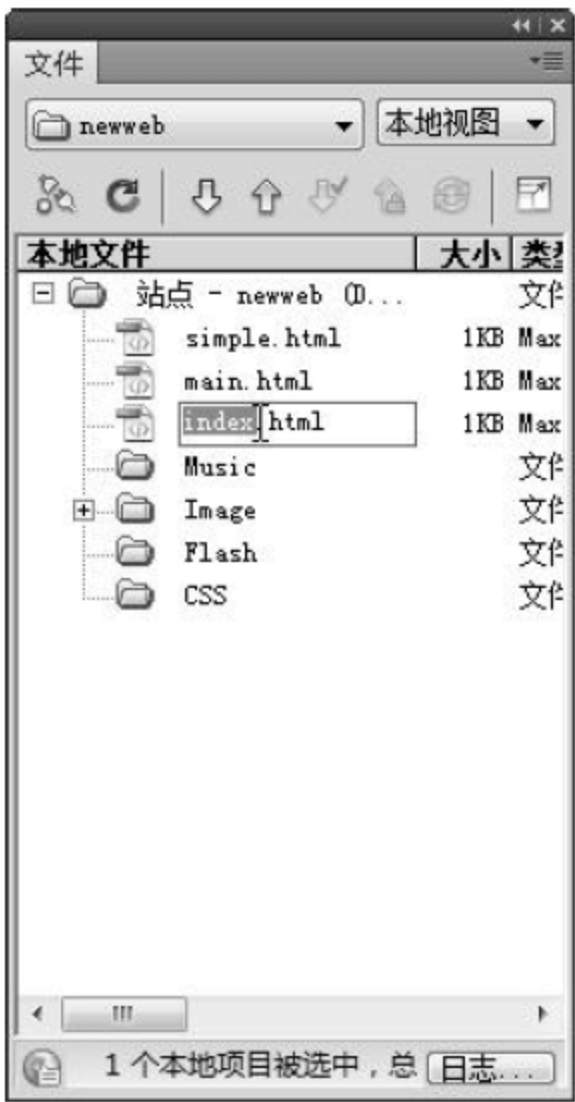 文件
newweb 本地视图
本地文件 大小 类型
站点 - newweb (D... 文件
simple.html 1KB Max
main.html 1KB Max
index.html 1KB Max
Music 文件
Image 文件
Flash 文件
CSS 文件
1 个本地项目被选中，总 日志...